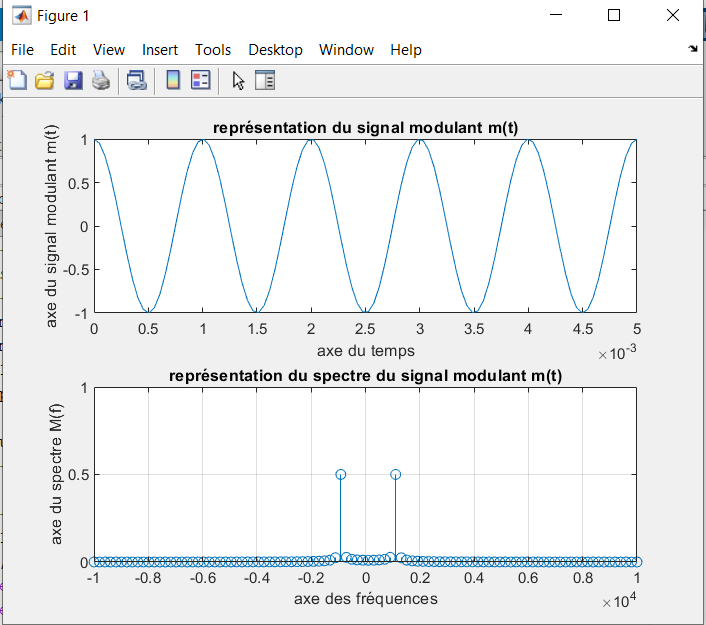 Figure 1
File Edit View Insert Tools Desktop Window Help
représentation du signal modulant m(t)
axe du signal modulant m(t)
1
0.5
0
-0.5
-1
0 0.5 1 1.5 2 2.5 3 3.5 4 4.5 5
axe du temps
×10⁻³
représentation du spectre du signal modulant m(t)
axe du spectre M(f)
1
0.5
0
-1 -0.8 -0.6 -0.4 -0.2 0 0.2 0.4 0.6 0.8 1
axe des fréquences
×10⁴